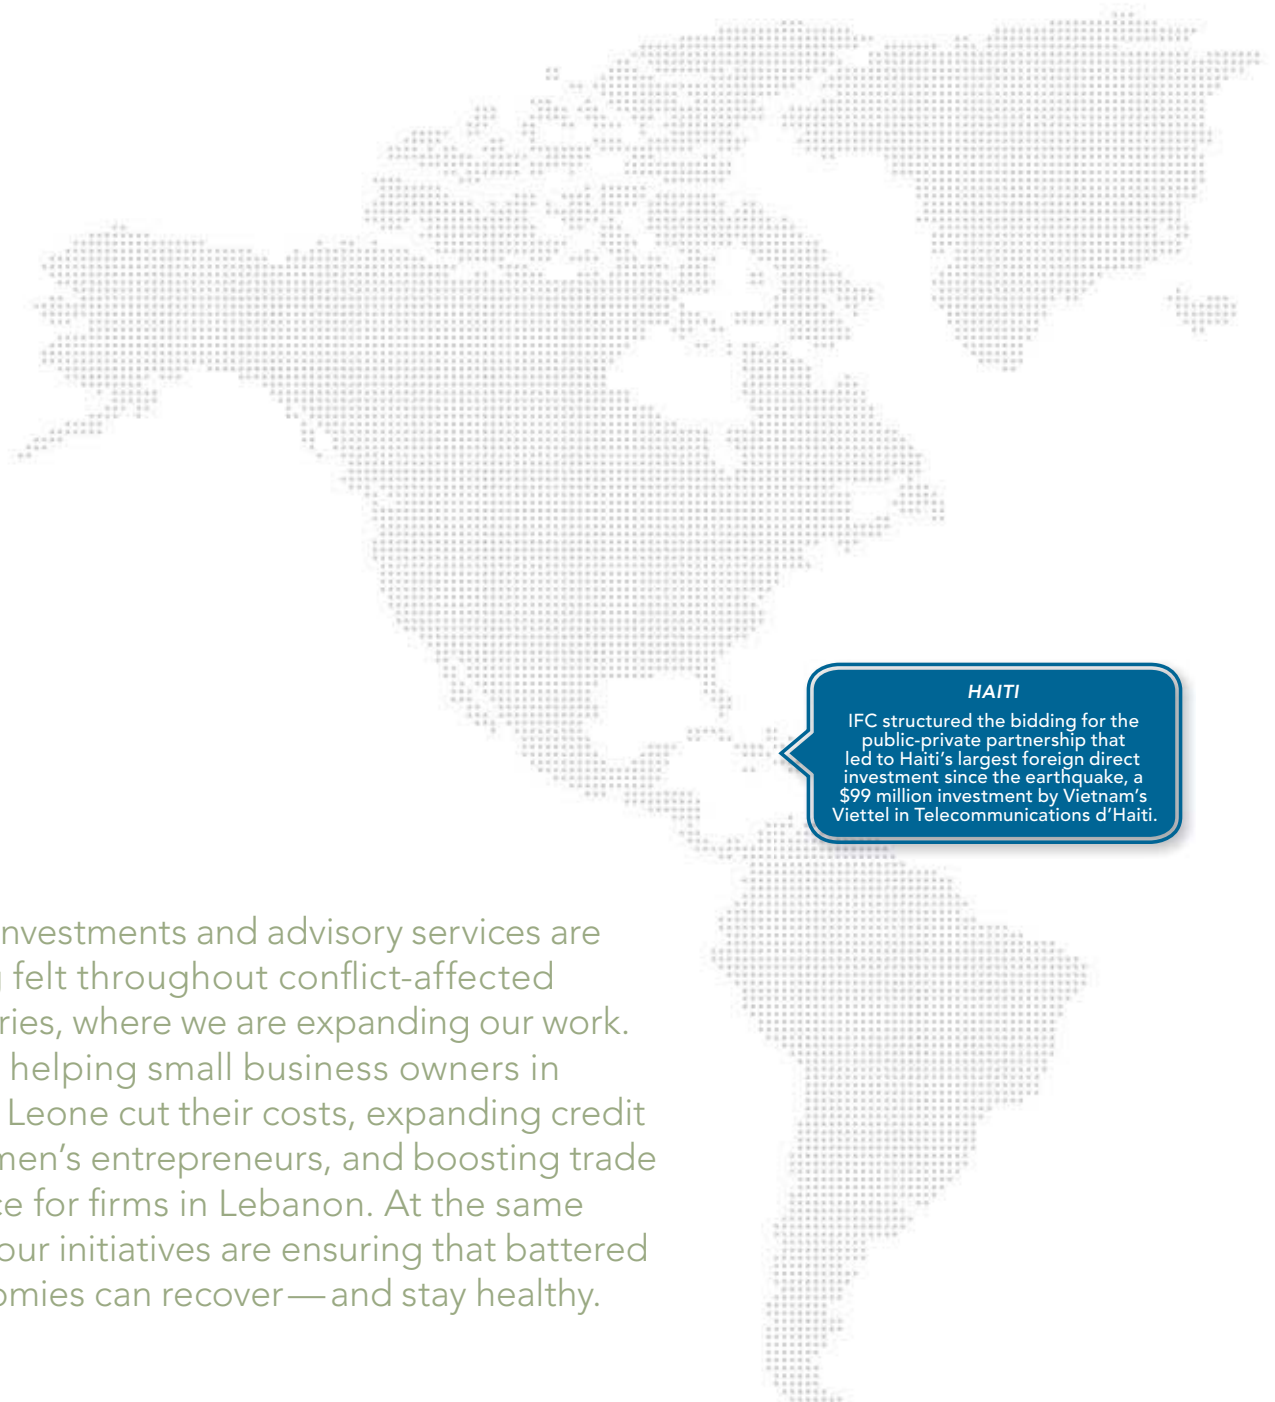 HAITI
IFC structured the bidding for the
public-private partnership that
led to Haiti’s largest foreign direct
investment since the earthquake, a
$99 million investment by Vietnam’s
Viettel in Telecommunications d’Haiti.
nvestments and advisory services are
g felt throughout conflict-affected
ries, where we are expanding our work.
helping small business owners in
Leone cut their costs, expanding credit
men’s entrepreneurs, and boosting trade
ce for firms in Lebanon. At the same
our initiatives are ensuring that battered
omies can recover—and stay healthy.